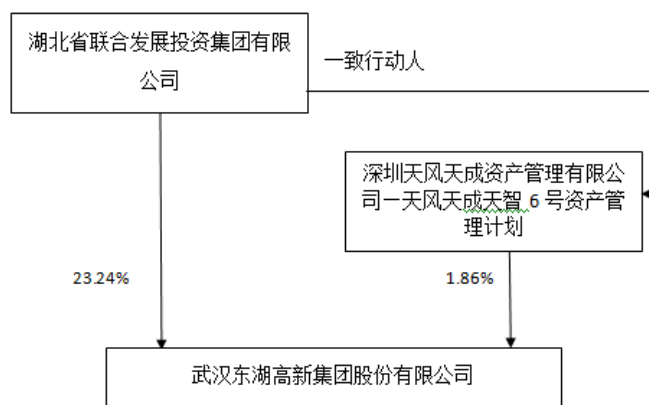 湖北省联合发展投资集团有限
公司
一致行动人
深圳天风天成资产管理有限公
司—天风天成天智 6 号资产管
理计划
23.24%
1.86%
武汉东湖高新集团股份有限公司